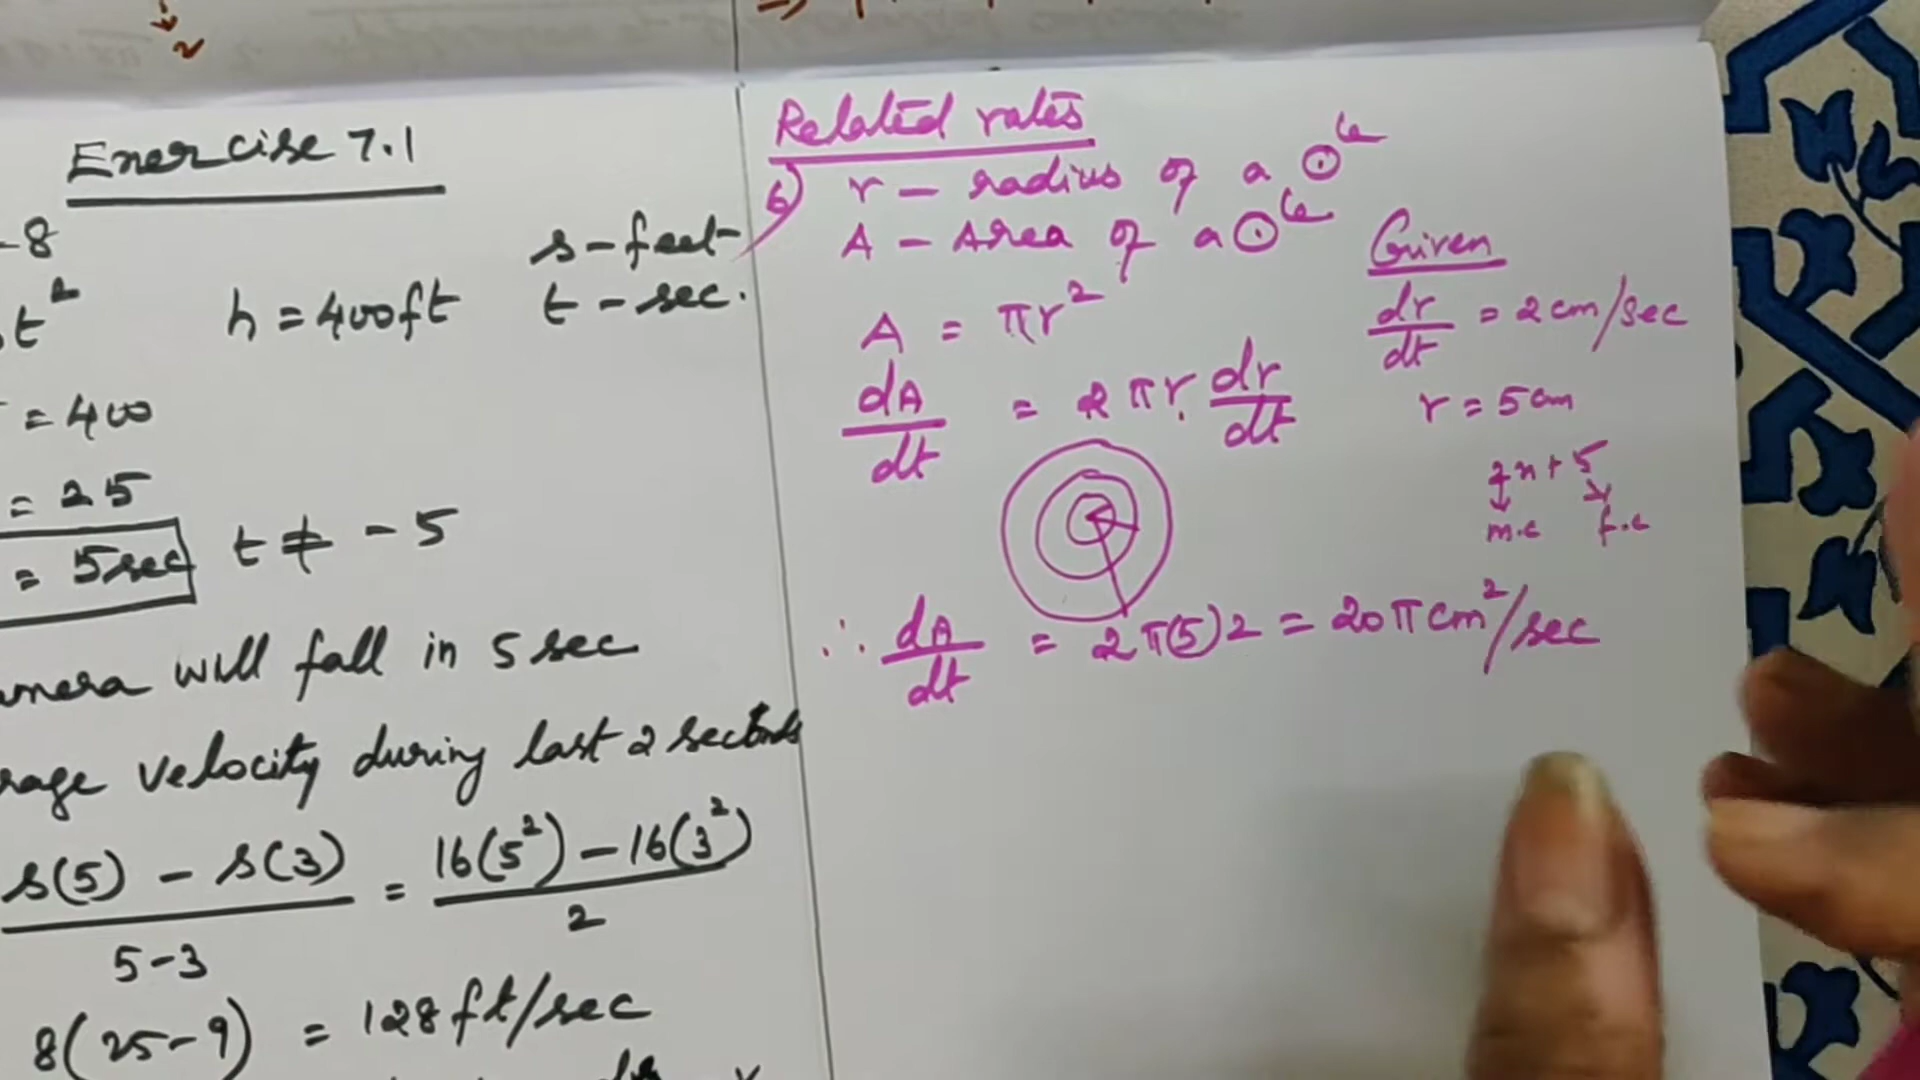 2
Exercise 7.1
-8
t²
h = 400ft
s - feet
t - sec.
= 400
= 25
= 5sec
t ≠ -5
will fall in 5 sec
velocity during last 2 seconds
s(5) - s(3) / 5-3 = 16(5²) - 16(3²) / 2
8(25-9) = 128 ft/sec
Related rates
6) r - radius of a ⊙le
A - Area of a ⊙le
A = πr²
dA/dt = 2πr. dr/dt
Given
dr/dt = 2 cm/sec
r = 5cm
2x + 5
m.c f.c
∴ dA/dt = 2π(5)2 = 20π cm²/sec